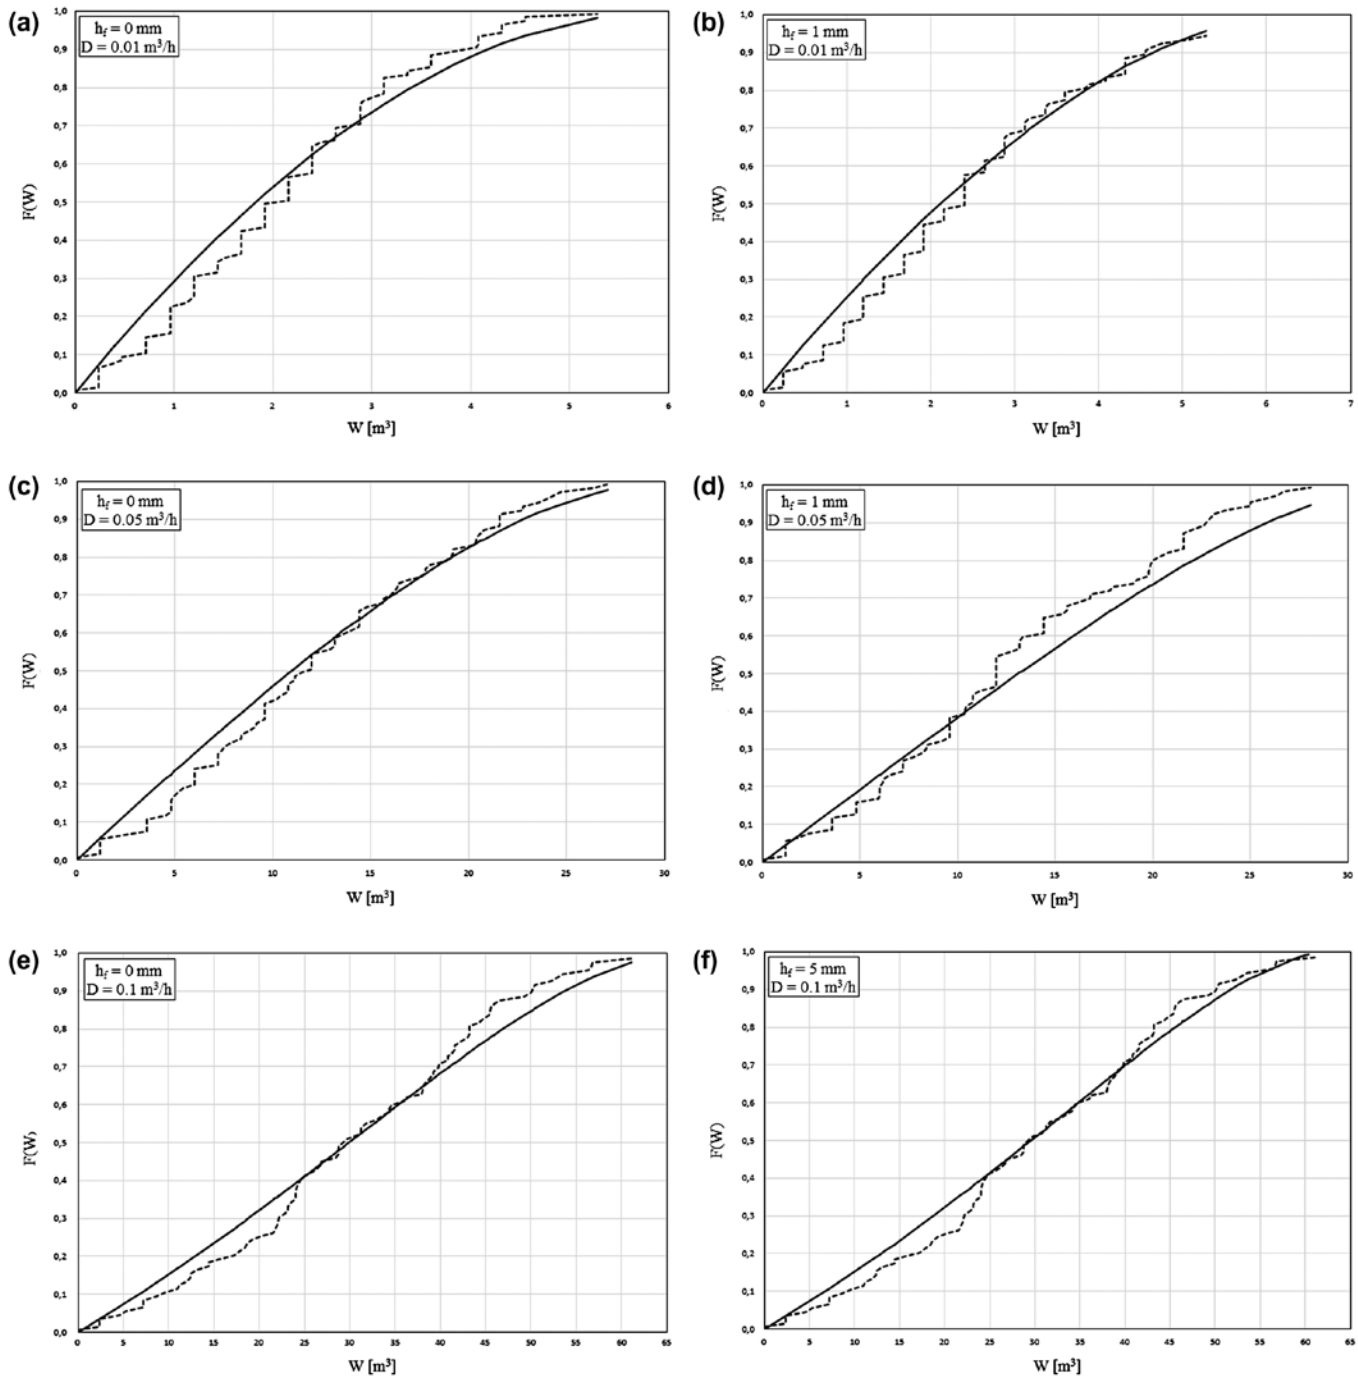 (a)
h_f = 0 mm
D = 0.01 m³/h
1,0
0,9
0,8
0,7
0,6
0,5
0,4
0,3
0,2
0,1
0,0
F(W)
0 1 2 3 4 5 6
W [m³]
(b)
h_f = 1 mm
D = 0.01 m³/h
1,0
0,9
0,8
0,7
0,6
0,5
0,4
0,3
0,2
0,1
0,0
F(W)
0 1 2 3 4 5 6 7
W [m³]
(c)
h_f = 0 mm
D = 0.05 m³/h
1,0
0,9
0,8
0,7
0,6
0,5
0,4
0,3
0,2
0,1
0,0
F(W)
0 5 10 15 20 25 30
W [m³]
(d)
h_f = 1 mm
D = 0.05 m³/h
1,0
0,9
0,8
0,7
0,6
0,5
0,4
0,3
0,2
0,1
0,0
F(W)
0 5 10 15 20 25 30
W [m³]
(e)
h_f = 0 mm
D = 0.1 m³/h
1,0
0,9
0,8
0,7
0,6
0,5
0,4
0,3
0,2
0,1
0,0
F(W)
0 5 10 15 20 25 30 35 40 45 50 55 60 65
W [m³]
(f)
h_f = 5 mm
D = 0.1 m³/h
1,0
0,9
0,8
0,7
0,6
0,5
0,4
0,3
0,2
0,1
0,0
F(W)
0 5 10 15 20 25 30 35 40 45 50 55 60 65
W [m³]